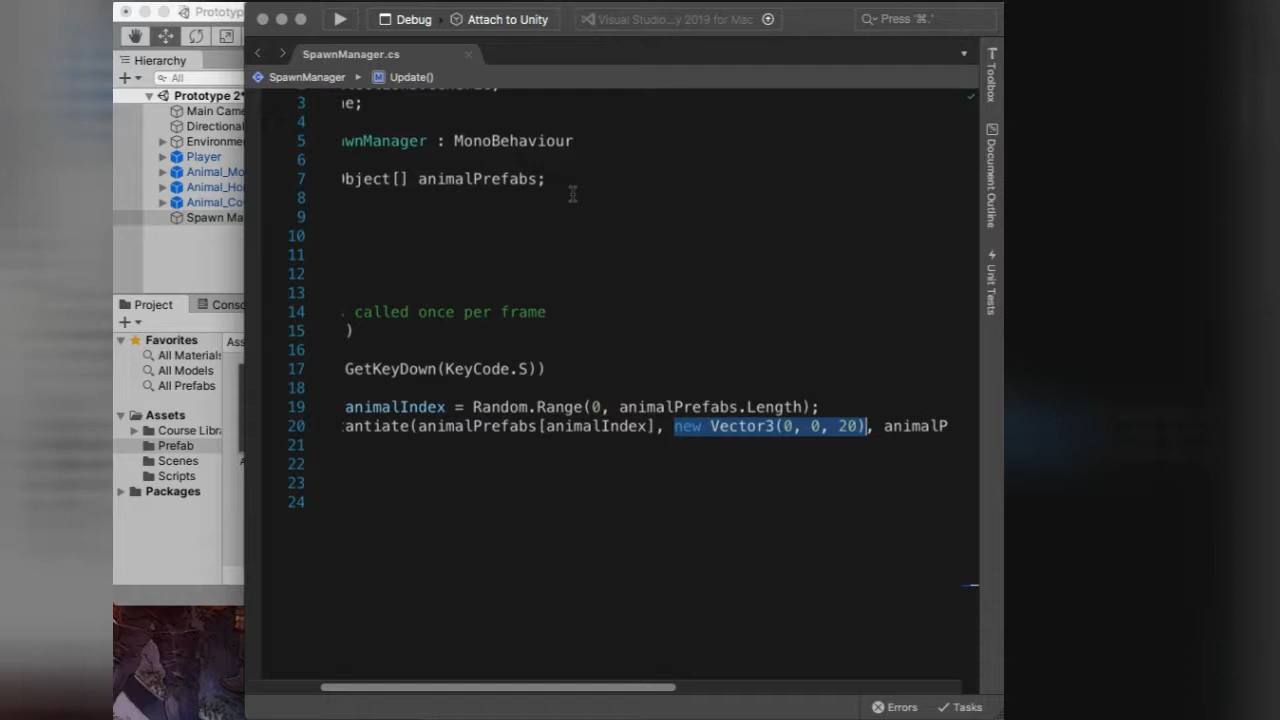 Prototype
Hierarchy
All
Prototype 2*
Main Came
Directional
Environme
Player
Animal_Mo
Animal_Ho
Animal_Co
Spawn Ma
Project
Conso
Favorites
All Materials
All Models
All Prefabs
Assets
Course Libr
Prefab
Scenes
Scripts
Packages
Ass
Debug
Attach to Unity
Visual Studio...y 2019 for Mac
Press '⌘.'
SpawnManager.cs
SpawnManager
Update()
3 ne;
4
5 wnManager : MonoBehaviour
6
7 Object[] animalPrefabs;
8
9
10
11
12
13
14 called once per frame
15 )
16
17 GetKeyDown(KeyCode.S))
18
19 animalIndex = Random.Range(0, animalPrefabs.Length);
20 antiate(animalPrefabs[animalIndex], new Vector3(0, 0, 20), animalP
21
22
23
24
Toolbox
Document Outline
Unit Tests
Errors
Tasks